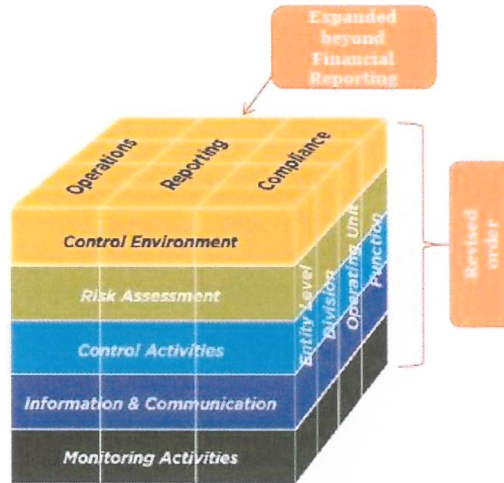 Expanded
beyond
Financial
Reporting
Operations
Reporting
Compliance
Control Environment
Risk Assessment
Control Activities
Information & Communication
Monitoring Activities
Entity Level
Division
Operating Unit
Function
Revised
order